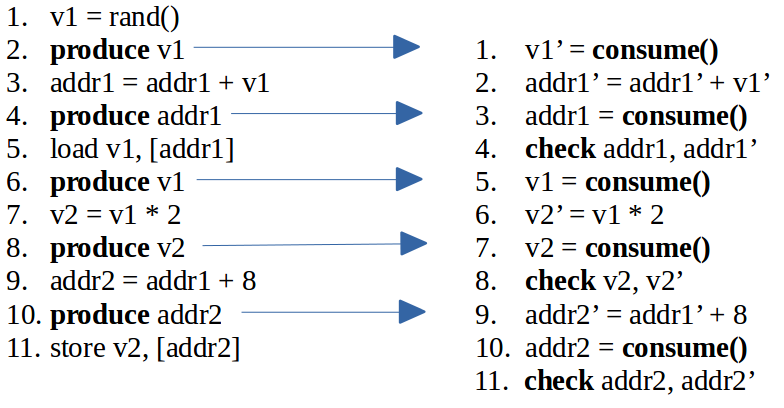 1. v1 = rand()
2. produce v1
3. addr1 = addr1 + v1
4. produce addr1
5. load v1, [addr1]
6. produce v1
7. v2 = v1 * 2
8. produce v2
9. addr2 = addr1 + 8
10. produce addr2
11. store v2, [addr2]
1. v1’ = consume()
2. addr1’ = addr1’ + v1’
3. addr1 = consume()
4. check addr1, addr1’
5. v1 = consume()
6. v2’ = v1 * 2
7. v2 = consume()
8. check v2, v2’
9. addr2’ = addr1’ + 8
10. addr2 = consume()
11. check addr2, addr2’